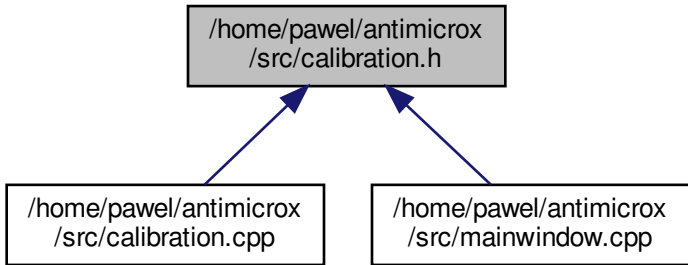 /home/pawel/antimicrox
/src/calibration.h
/home/pawel/antimicrox
/src/calibration.cpp
/home/pawel/antimicrox
/src/mainwindow.cpp